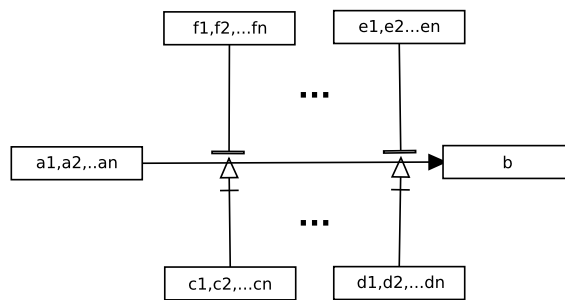 f1,f2,...fn
e1,e2...en
...
a1,a2,..an
b
...
c1,c2,...cn
d1,d2,...dn